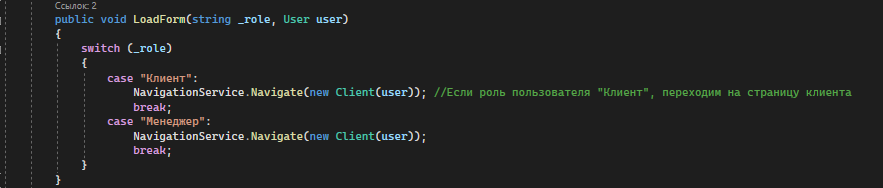 Ссылок: 2
public void LoadForm(string _role, User user)
{
switch (_role)
{
case "Клиент":
NavigationService.Navigate(new Client(user)); //Если роль пользователя "Клиент", переходим на страницу клиента
break;
case "Менеджер":
NavigationService.Navigate(new Client(user));
break;
}
}